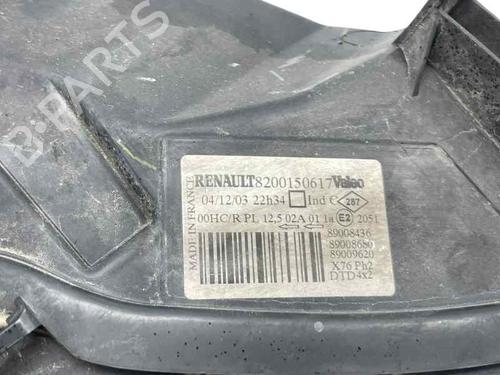 B-PARTS
RENAULT 8200150617 Valeo
04/12/03 22h34 Ind C 287
00HC/R PL 12,5 02A 01 1a E2 2051
89008436
89008680
89009620
X76 Ph2
DTD4x2
MADE IN FRANCE